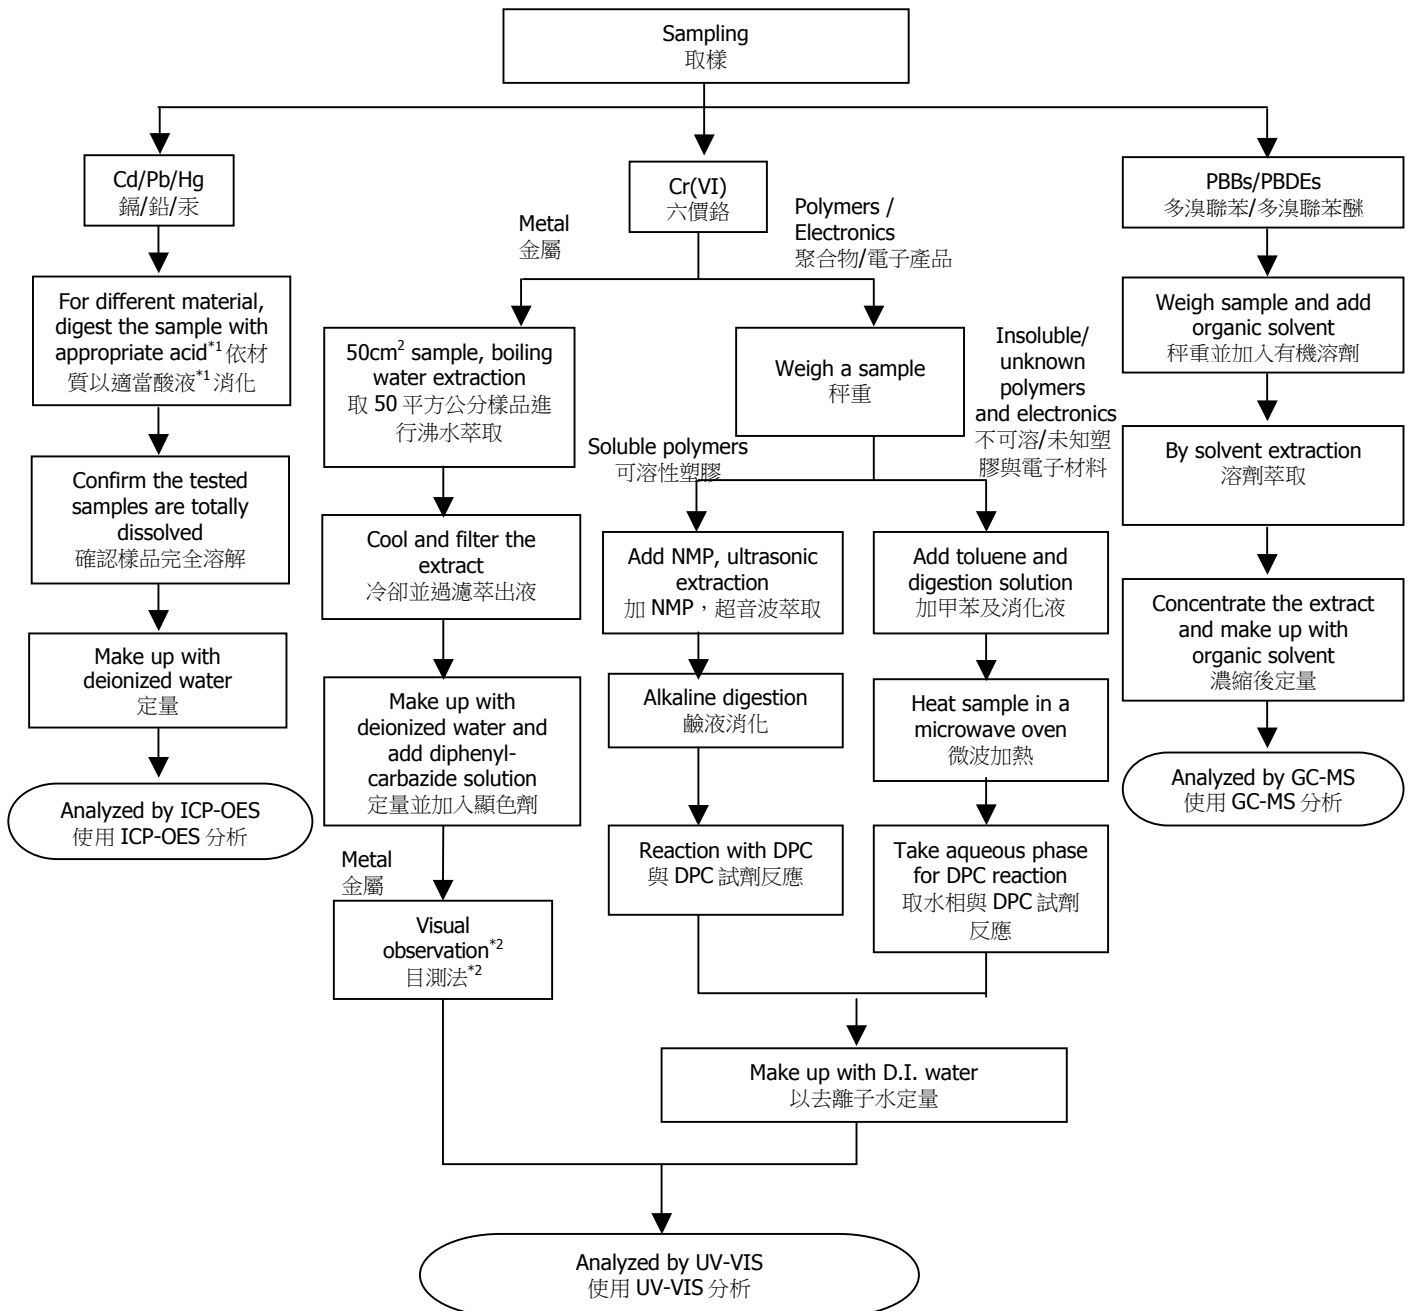 Sampling
取樣
Cd/Pb/Hg
鎘/鉛/汞
Cr(VI)
六價鉻
PBBs/PBDEs
多溴聯苯/多溴聯苯醚
Metal
金屬
Polymers /
Electronics
聚合物/電子產品
For different material,
digest the sample with
appropriate acid*1 依材
質以適當酸液*1 消化
50cm2 sample, boiling
water extraction
取 50 平方公分樣品進
行沸水萃取
Weigh a sample
秤重
Insoluble/
unknown
polymers
and electronics
不可溶/未知塑
膠與電子材料
Weigh sample and add
organic solvent
秤重並加入有機溶劑
Soluble polymers
可溶性塑膠
Confirm the tested
samples are totally
dissolved
確認樣品完全溶解
Cool and filter the
extract
冷卻並過濾萃出液
Add NMP, ultrasonic
extraction
加 NMP，超音波萃取
Add toluene and
digestion solution
加甲苯及消化液
By solvent extraction
溶劑萃取
Make up with
deionized water
定量
Make up with
deionized water and
add diphenyl-
carbazide solution
定量並加入顯色劑
Alkaline digestion
鹼液消化
Heat sample in a
microwave oven
微波加熱
Concentrate the extract
and make up with
organic solvent
濃縮後定量
Analyzed by ICP-OES
使用 ICP-OES 分析
Metal
金屬
Visual
observation*2
目測法*2
Reaction with DPC
與 DPC 試劑反應
Take aqueous phase
for DPC reaction
取水相與 DPC 試劑
反應
Analyzed by GC-MS
使用 GC-MS 分析
Make up with D.I. water
以去離子水定量
Analyzed by UV-VIS
使用 UV-VIS 分析